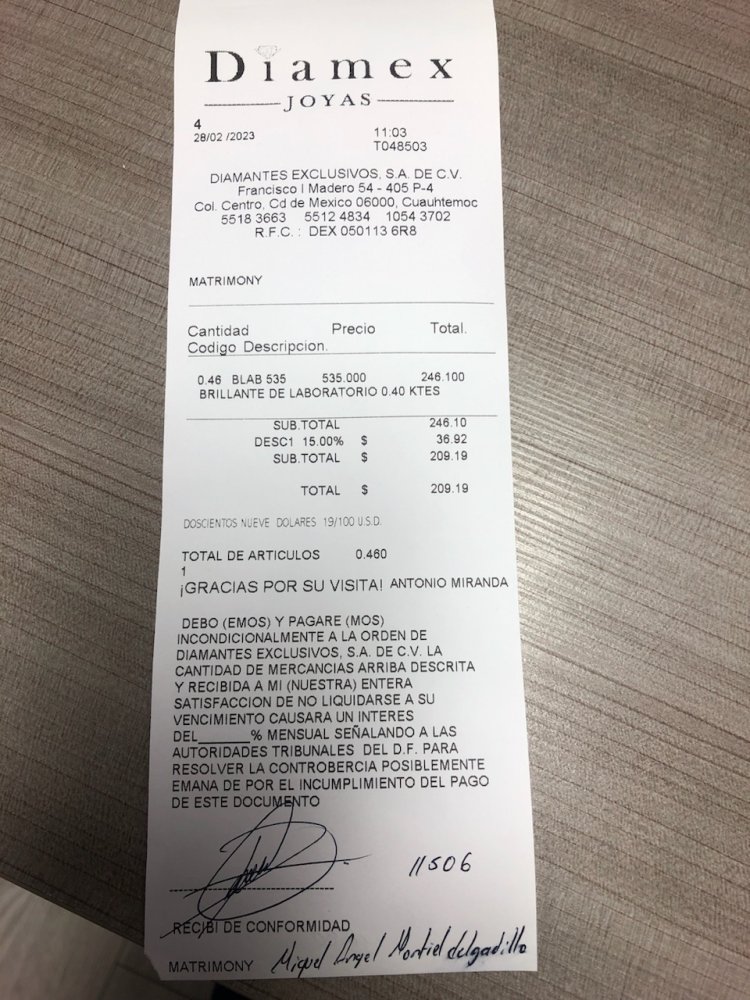 Diamex
JOYAS
4
28/02 /2023 11:03
T048503
DIAMANTES EXCLUSIVOS, S.A. DE C.V.
Francisco I Madero 54 - 405 P-4
Col. Centro, Cd de Mexico 06000, Cuauhtemoc
5518 3663 5512 4834 1054 3702
R.F.C. : DEX 050113 6R8
MATRIMONY
Cantidad Precio Total.
Codigo Descripcion.
0.46 BLAB 535 535.000 246.100
BRILLANTE DE LABORATORIO 0.40 KTES
SUB.TOTAL 246.10
DESC1 15.00% $ 36.92
SUB.TOTAL $ 209.19
TOTAL $ 209.19
DOSCIENTOS NUEVE DOLARES 19/100 U.S.D.
TOTAL DE ARTICULOS 0.460
1
¡GRACIAS POR SU VISITA! ANTONIO MIRANDA
DEBO (EMOS) Y PAGARE (MOS)
INCONDICIONALMENTE A LA ORDEN DE
DIAMANTES EXCLUSIVOS, S.A. DE C.V. LA
CANTIDAD DE MERCANCIAS ARRIBA DESCRITA
Y RECIBIDA A MI (NUESTRA) ENTERA
SATISFACCION DE NO LIQUIDARSE A SU
VENCIMIENTO CAUSARA UN INTERES
DEL______% MENSUAL SEÑALANDO A LAS
AUTORIDADES TRIBUNALES DEL D.F. PARA
RESOLVER LA CONTROBERCIA POSIBLEMENTE
EMANA DE POR EL INCUMPLIMIENTO DEL PAGO
DE ESTE DOCUMENTO
11506
RECIBI DE CONFORMIDAD
MATRIMONY Miguel Angel Montiel delgadillo